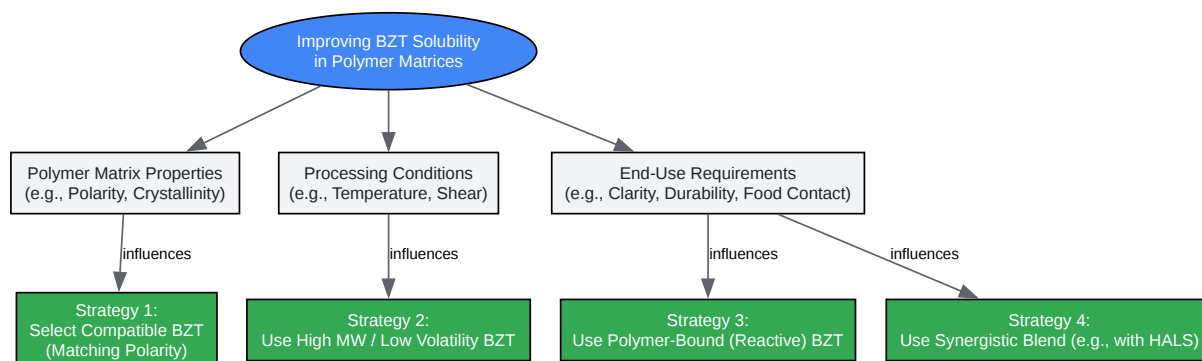 Improving BZT Solubility
in Polymer Matrices
Polymer Matrix Properties
(e.g., Polarity, Crystallinity)
Processing Conditions
(e.g., Temperature, Shear)
End-Use Requirements
(e.g., Clarity, Durability, Food Contact)
influences
influences
influences
influences
Strategy 1:
Select Compatible BZT
(Matching Polarity)
Strategy 2:
Use High MW / Low Volatility BZT
Strategy 3:
Use Polymer-Bound (Reactive) BZT
Strategy 4:
Use Synergistic Blend (e.g., with HALS)